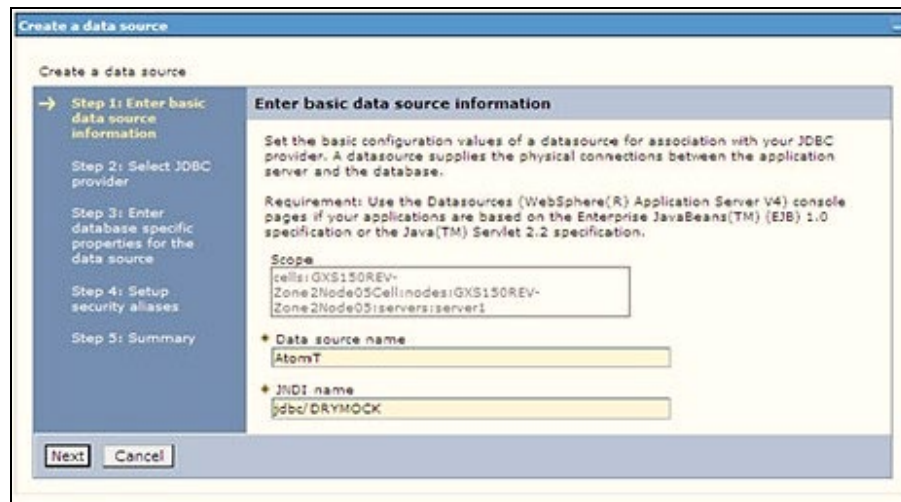 Create a data source
Create a data source
Step 1: Enter basic
data source
information
Step 2: Select JDBC
provider
Step 3: Enter
database specific
properties for the
data source
Step 4: Setup
security aliases
Step 5: Summary
Enter basic data source information
Set the basic configuration values of a datasource for association with your JDBC
provider. A datasource supplies the physical connections between the application
server and the database.
Requirement: Use the Datasources (WebSphere(R) Application Server V4) console
pages if your applications are based on the Enterprise JavaBeans(TM) (EJB) 1.0
specification or the Java(TM) Servlet 2.2 specification.
Scope
cells:GXS150REV-
Zone2Node05Cell:nodes:GXS150REV-
Zone2Node05:servers:server1
Data source name
AtomT
JNDI name
jdbc/DRYMOCK
Next Cancel